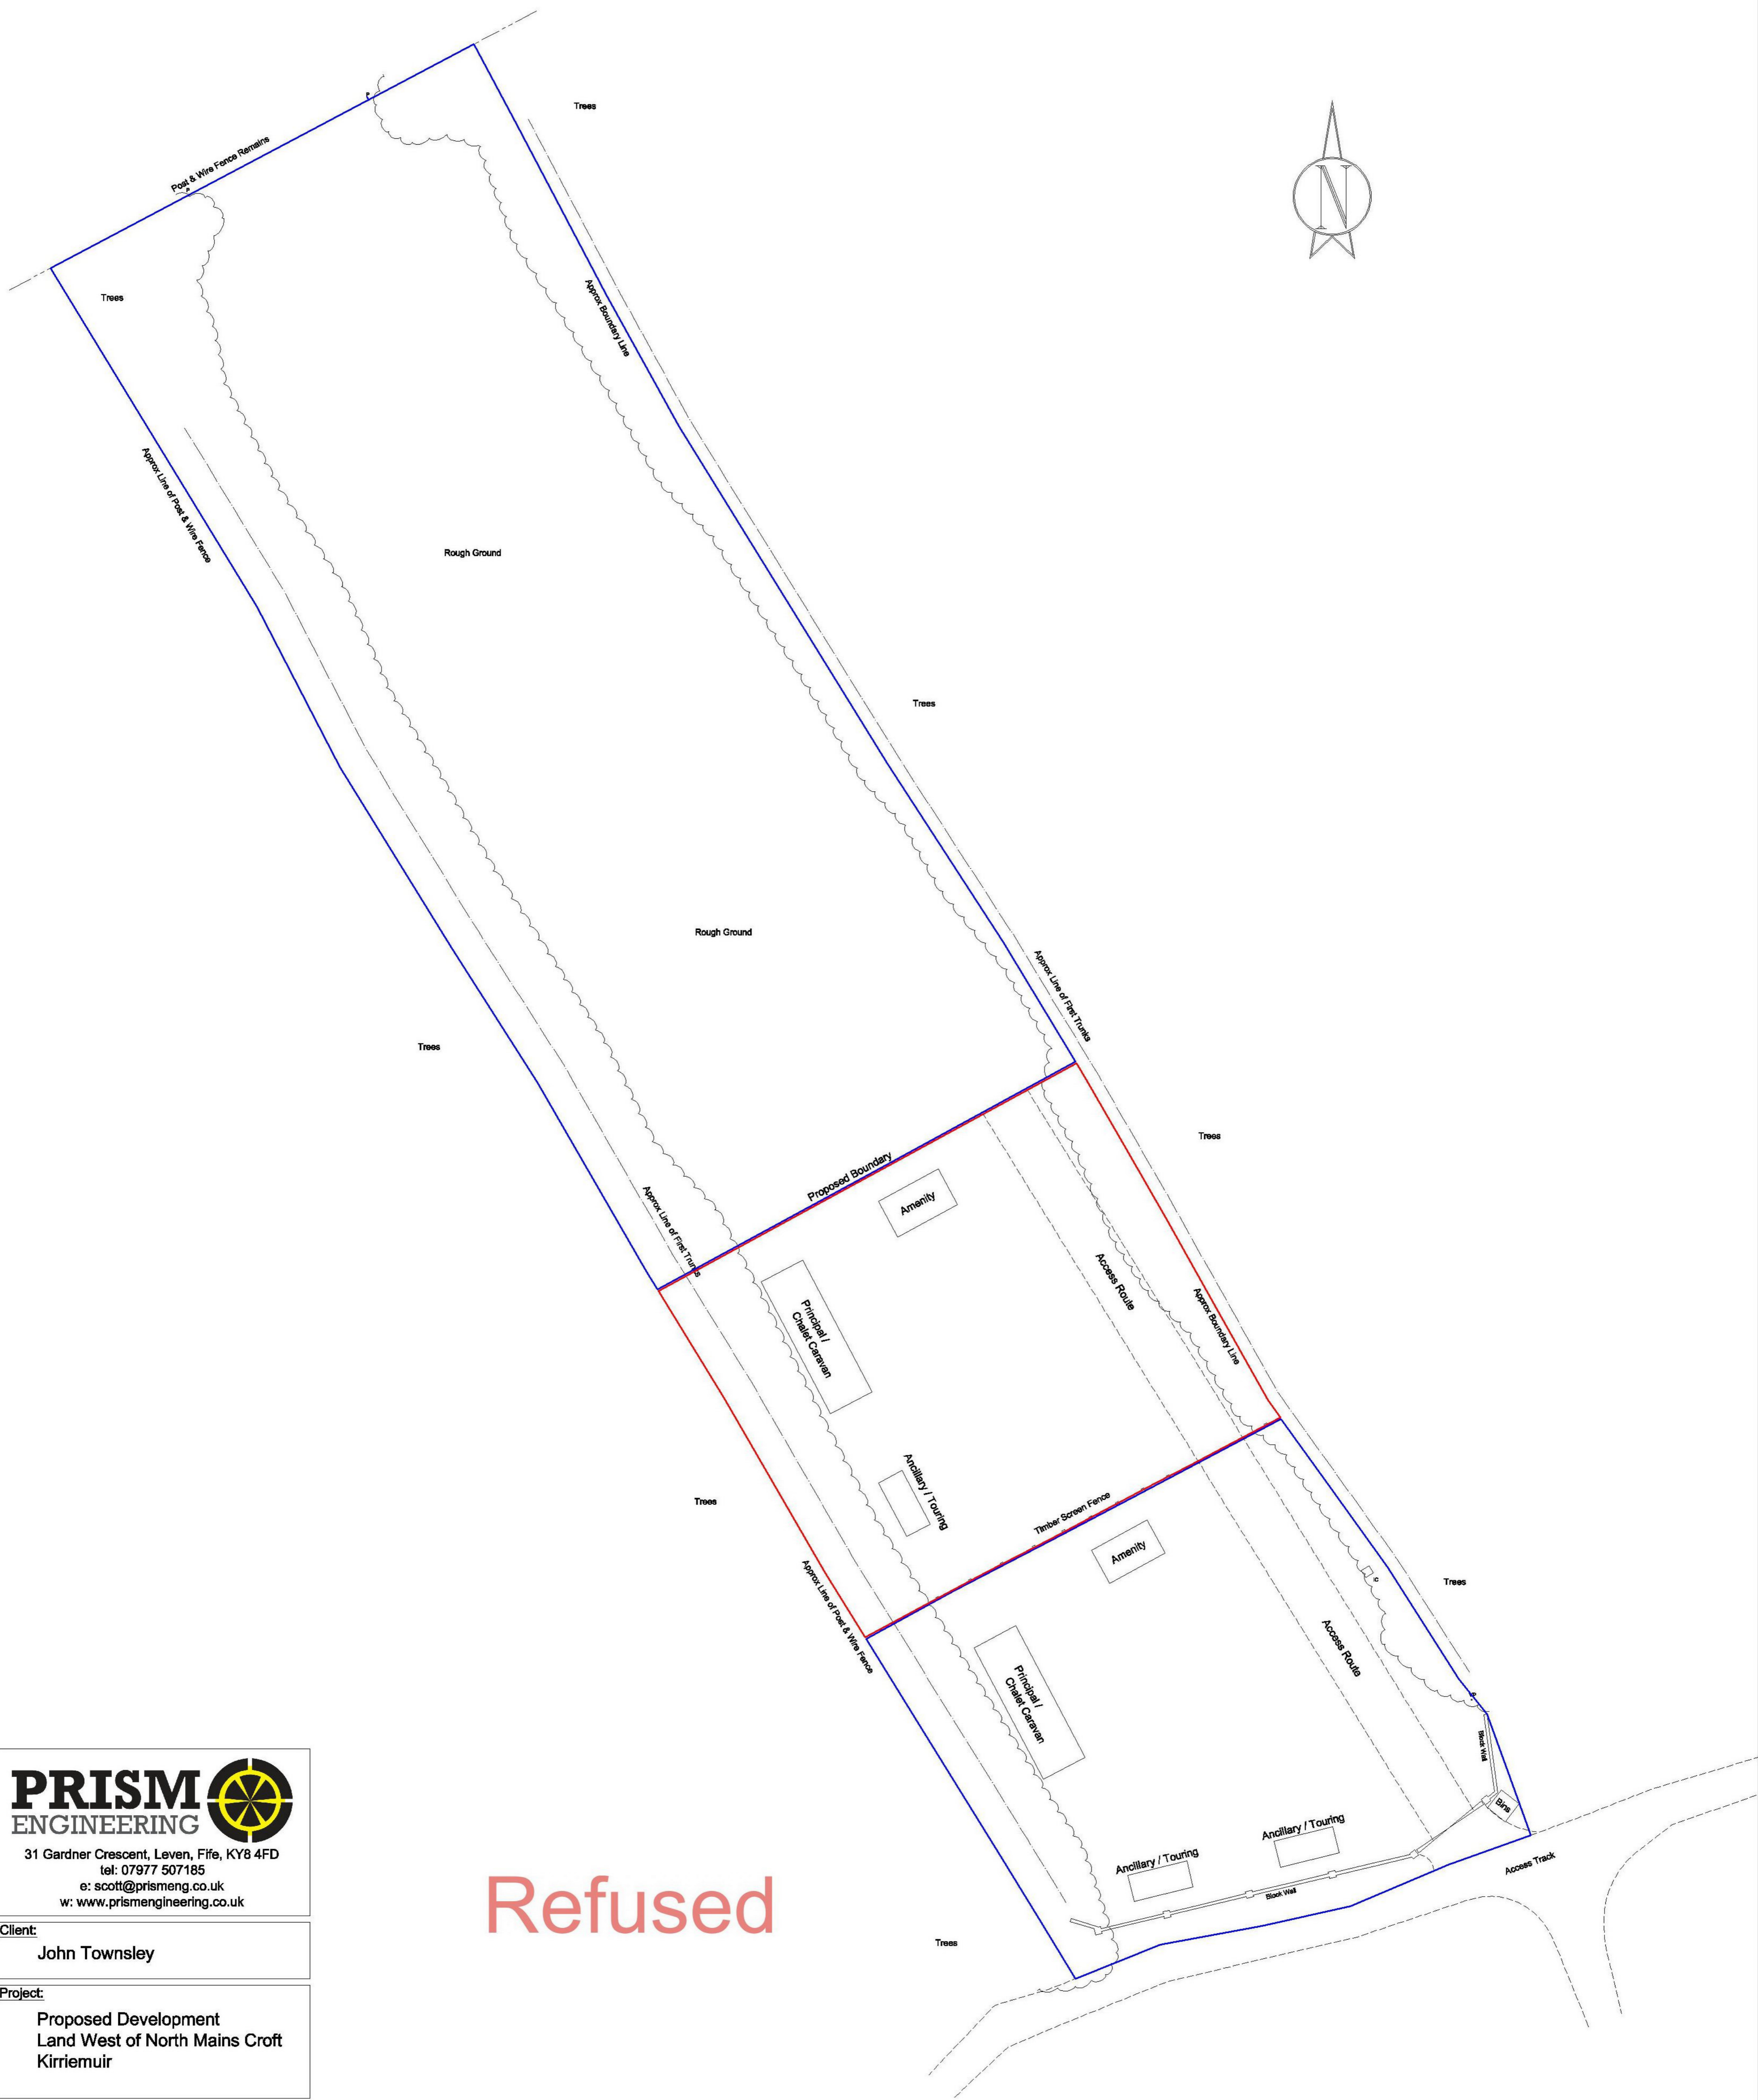 Trees
Post & Wire Fence Remains
N
Trees
Approx Boundary Line
Approx Line of Post & Wire Fence
Rough Ground
Trees
Rough Ground
Approx Line of First Trunks
Trees
Trees
Proposed Boundary
Amenity
Approx Line of First Trunks
Access Route
Principal /
Chalet Caravan
Approx Boundary Line
Ancillary / Touring
Trees
Timber Screen Fence
Amenity
Approx Line of Post & Wire Fence
IC
Trees
Access Route
Principal /
Chalet Caravan
Block Wall
Bins
Ancillary / Touring
Ancillary / Touring
Block Wall
Access Track
Trees
PRISM
ENGINEERING
31 Gardner Crescent, Leven, Fife, KY8 4FD
tel: 07977 507185
e: scott@prismeng.co.uk
w: www.prismengineering.co.uk
Client:
John Townsley
Project:
Proposed Development
Land West of North Mains Croft
Kirriemuir
Refused